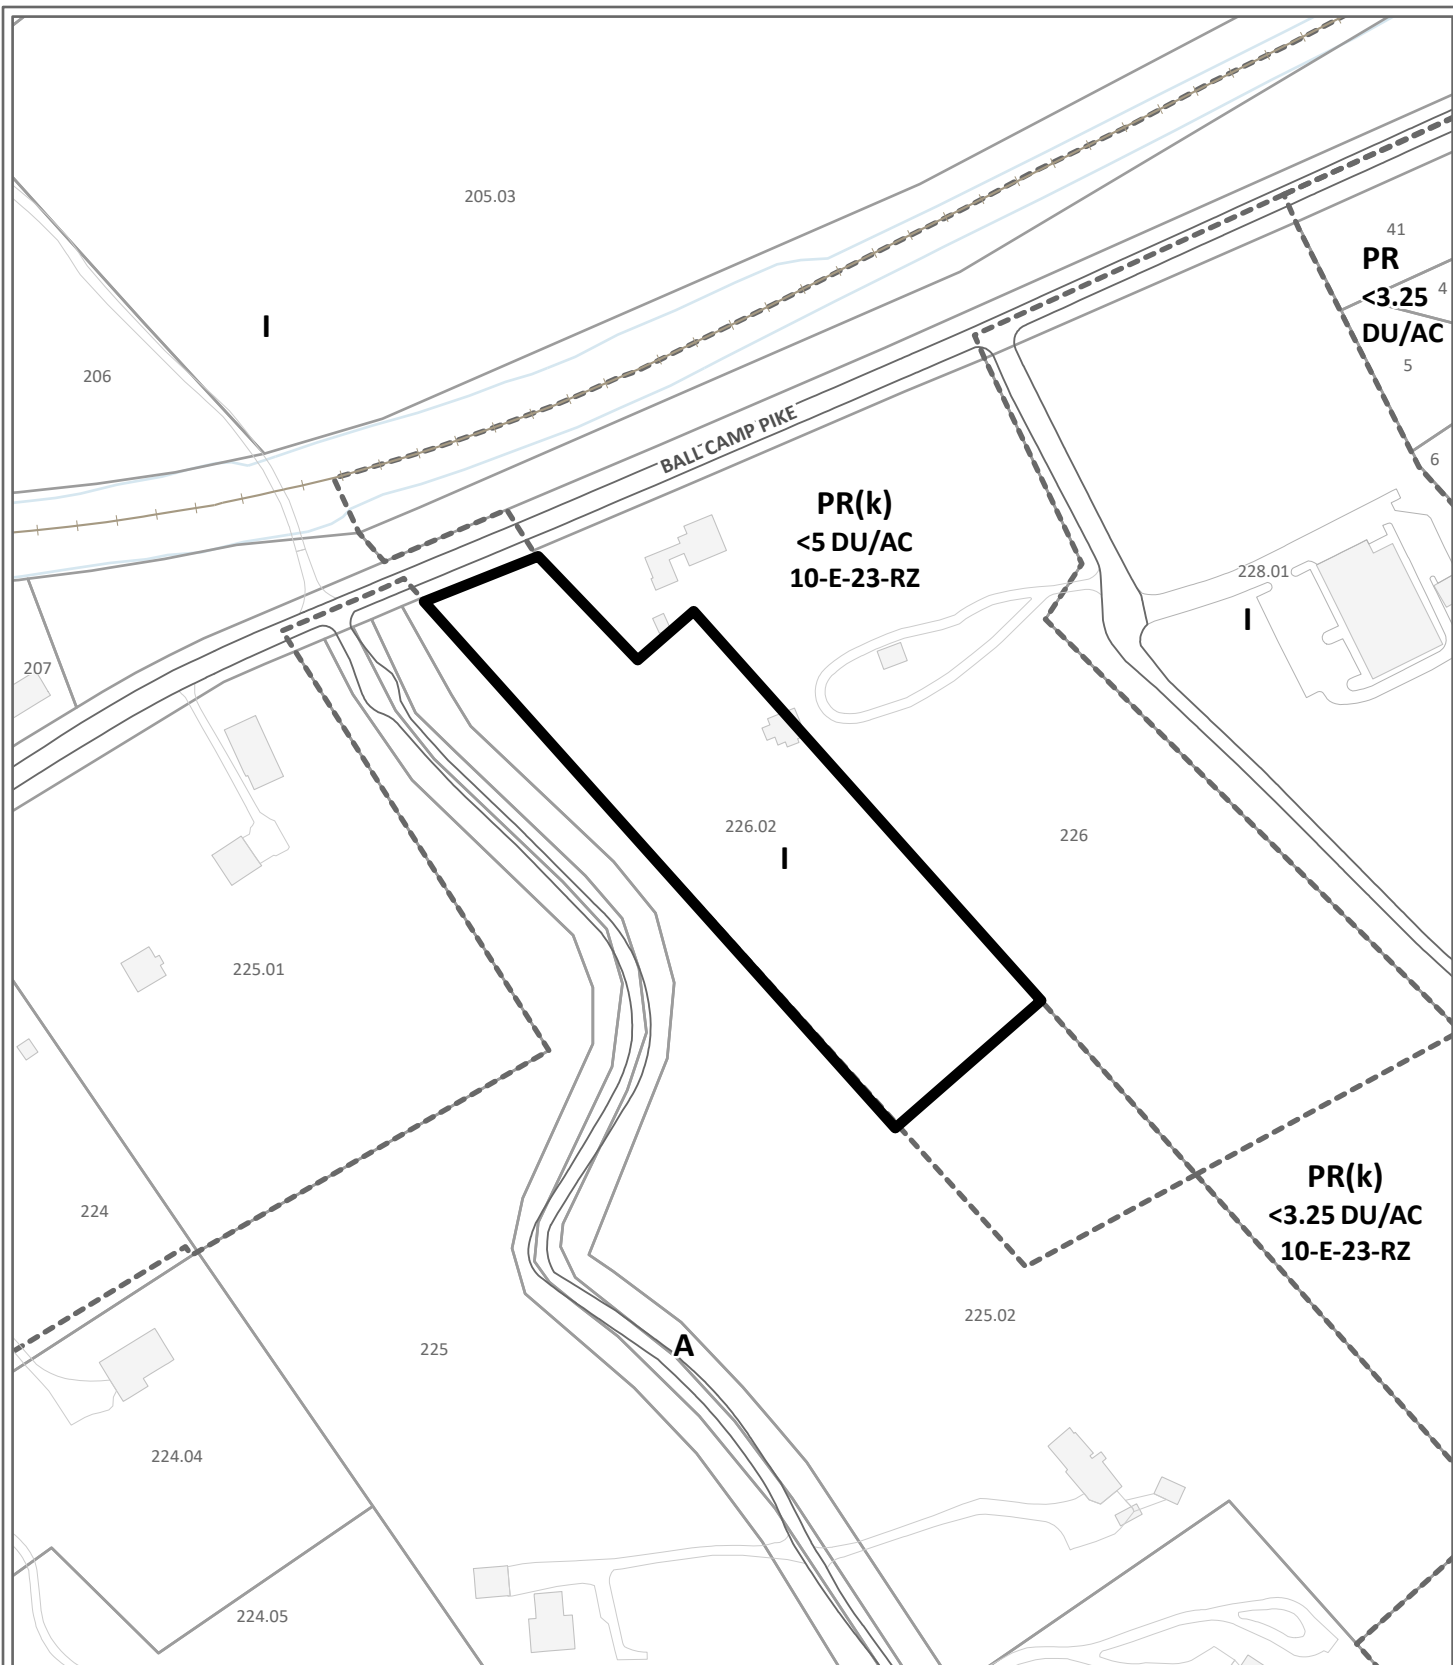 205.03
41
PR
<3.25
DU/AC
4
I
206
5
BALL CAMP PIKE
6
PR(k)
<5 DU/AC
10-E-23-RZ
228.01
I
207
226.02
I
226
225.01
PR(k)
<3.25 DU/AC
10-E-23-RZ
224
225.02
225
A
224.04
224.05